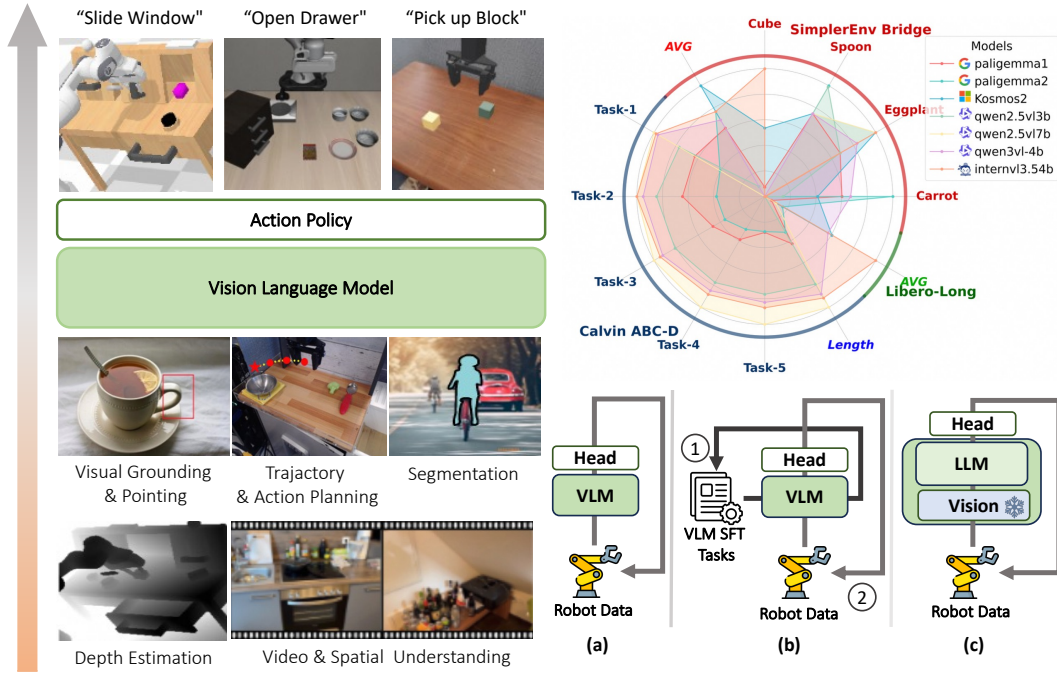 “Slide Window"
“Open Drawer"
“Pick up Block"
Action Policy
Vision Language Model
Visual Grounding
& Pointing
Trajactory
& Action Planning
Segmentation
Depth Estimation
Video & Spatial Understanding
Cube
SimplerEnv Bridge
Spoon
AVG
Eggplant
Task-1
Task-2
Carrot
Task-3
AVG
Libero-Long
Calvin ABC-D
Task-4
Length
Task-5
Models
paligemma1
paligemma2
Kosmos2
qwen2.5vl3b
qwen2.5vl7b
qwen3vl-4b
internvl3.54b
Head
VLM
Robot Data
(a)
1
Head
VLM
VLM SFT
Tasks
Robot Data
2
(b)
Head
LLM
Vision
Robot Data
(c)